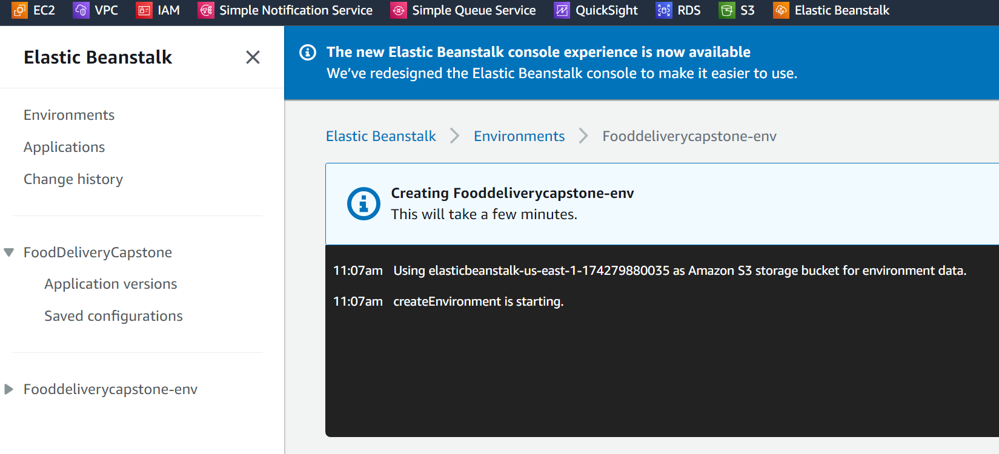 EC2 VPC IAM Simple Notification Service Simple Queue Service QuickSight RDS S3 Elastic Beanstalk
Elastic Beanstalk
Environments
Applications
Change history
FoodDeliveryCapstone
Application versions
Saved configurations
Fooddeliverycapstone-env
The new Elastic Beanstalk console experience is now available
We've redesigned the Elastic Beanstalk console to make it easier to use.
Elastic Beanstalk Environments Fooddeliverycapstone-env
Creating Fooddeliverycapstone-env
This will take a few minutes.
11:07am Using elasticbeanstalk-us-east-1-174279880035 as Amazon S3 storage bucket for environment data.
11:07am createEnvironment is starting.